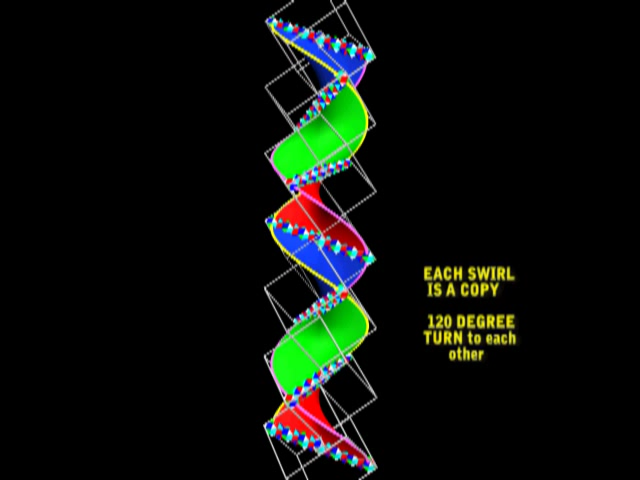 EACH SWIRL
IS A COPY
120 DEGREE
TURN to each
other